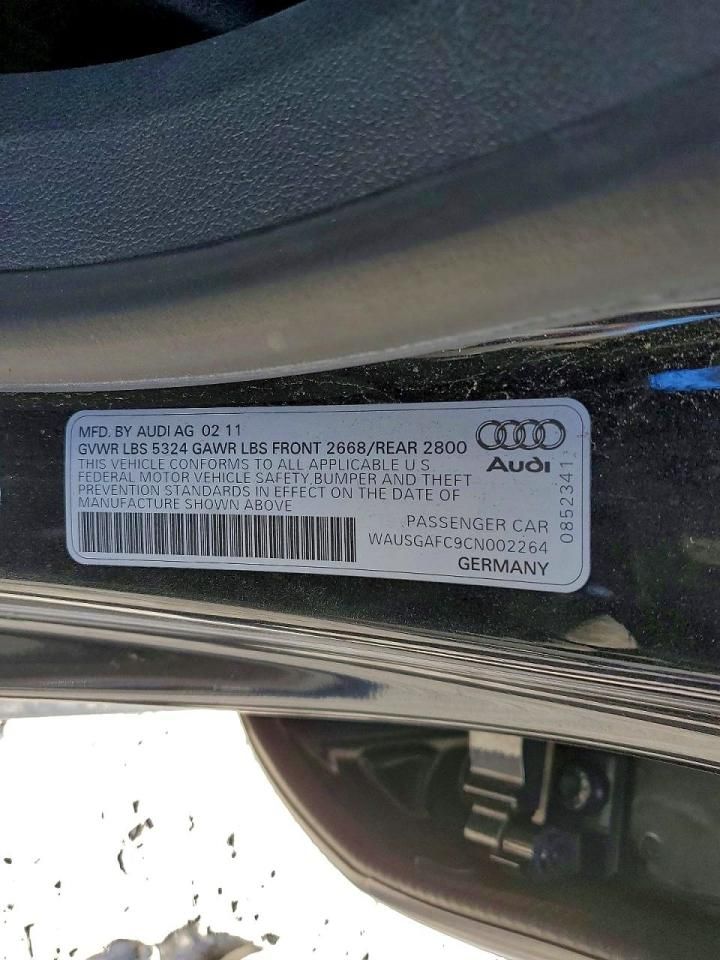 MFD. BY AUDI AG 02 11
GVWR LBS 5324 GAWR LBS FRONT 2668/REAR 2800
THIS VEHICLE CONFORMS TO ALL APPLICABLE U S
FEDERAL MOTOR VEHICLE SAFETY,BUMPER AND THEFT
PREVENTION STANDARDS IN EFFECT ON THE DATE OF
MANUFACTURE SHOWN ABOVE
Audi
PASSENGER CAR
WAUSGAFC9CN002264
GERMANY
0852341